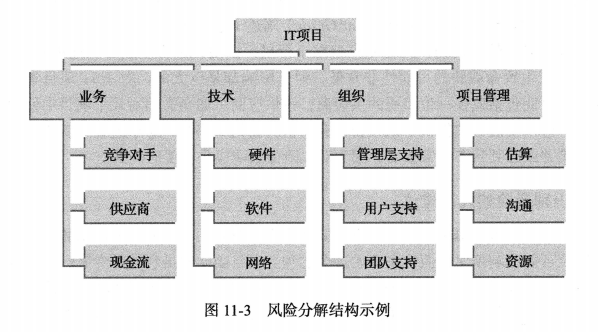 IT项目
业务
技术
组织
项目管理
竞争对手
硬件
管理层支持
估算
供应商
软件
用户支持
沟通
现金流
网络
团队支持
资源
图 11-3 风险分解结构示例